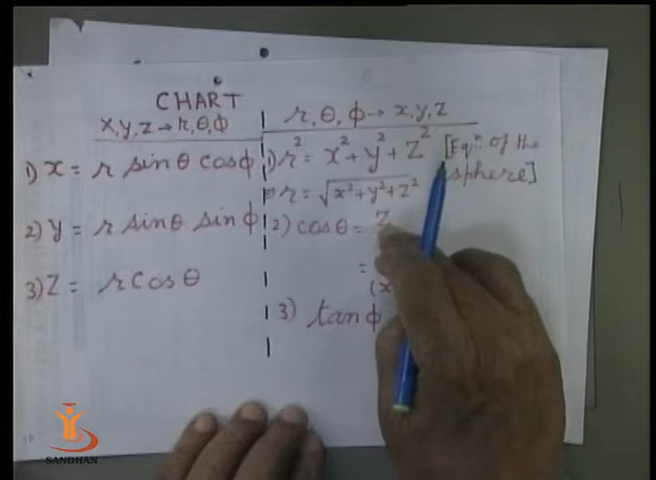 CHART
x, y, z → r, θ, ϕ
1) x = r sinθ cosϕ
2) y = r sinθ sinϕ
3) Z = r cosθ
r, θ, ϕ → x, y, z
1) r² = x² + y² + z² [Eqⁿ of the sphere]
r = √x²+y²+z²
2) cosθ = Z
=
(x
3) tanϕ
SANDHAN